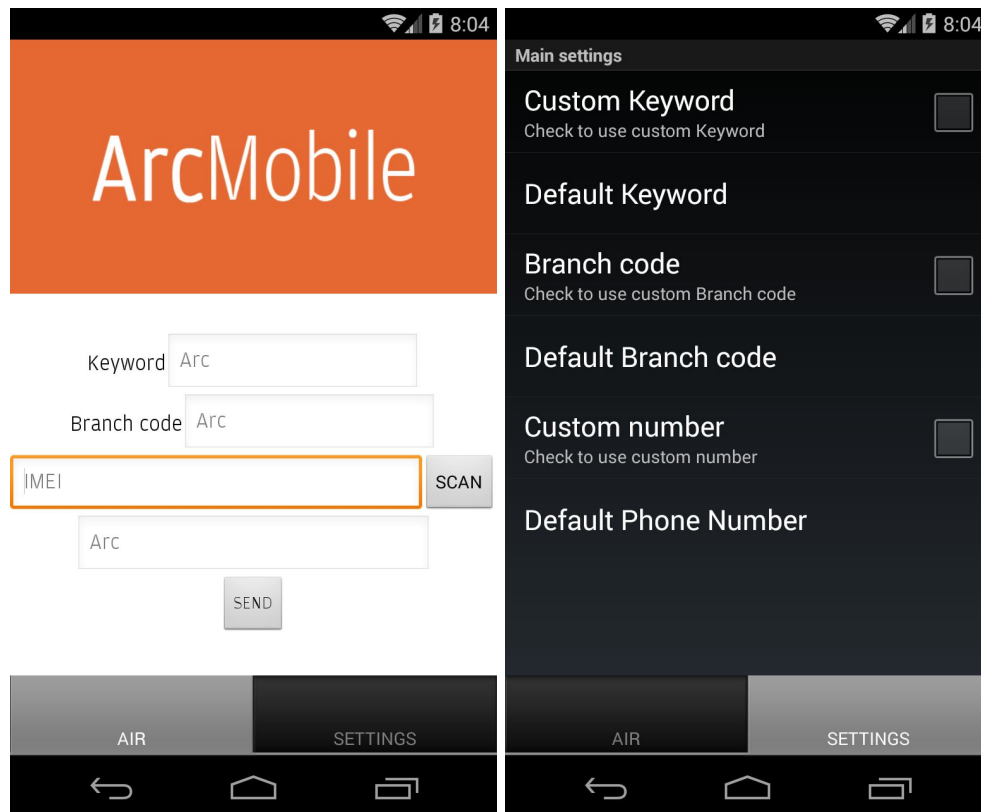 8:04
ArcMobile
Keyword Arc
Branch code Arc
IMEI SCAN
Arc
SEND
AIR SETTINGS
8:04
Main settings
Custom Keyword
Check to use custom Keyword
Default Keyword
Branch code
Check to use custom Branch code
Default Branch code
Custom number
Check to use custom number
Default Phone Number
AIR SETTINGS